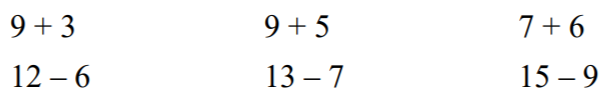 9 + 3 9 + 5 7 + 6
12 – 6 13 – 7 15 – 9